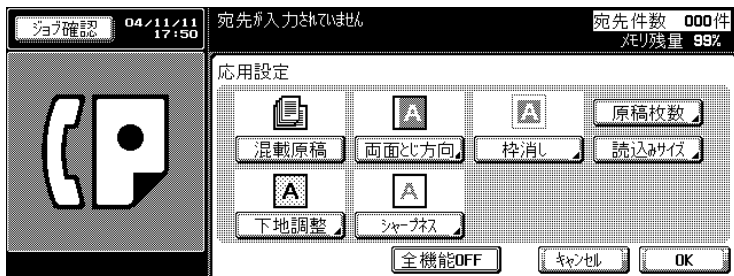 ジョブ確認
04/11/11
17:50
宛先が入力されていません
宛先件数 000件
メモリ残量 99%
応用設定
A
A
混載原稿
両面とじ方向
枠消し
原稿枚数
読込みサイズ
A
A
下地調整
シャープネス
全機能OFF
キャンセル
OK